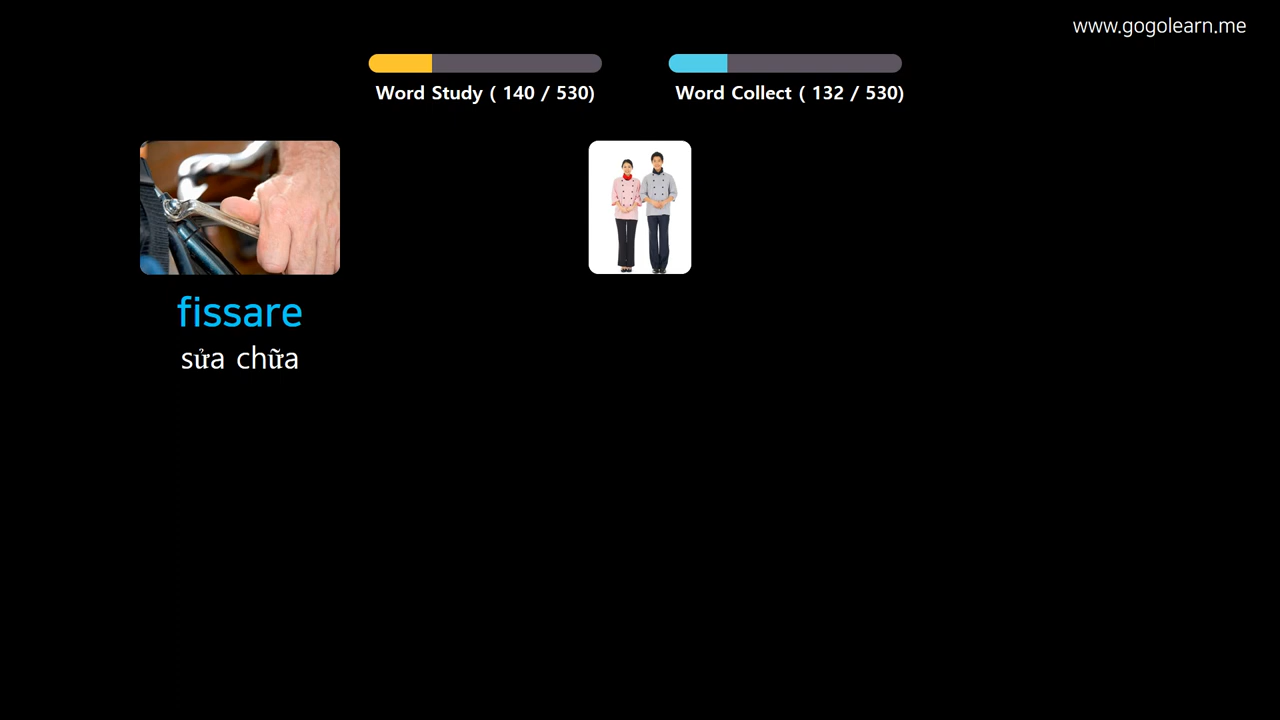 www.gogolearn.me
Word Study ( 140 / 530)
Word Collect ( 132 / 530)
fissare
sửa chữa